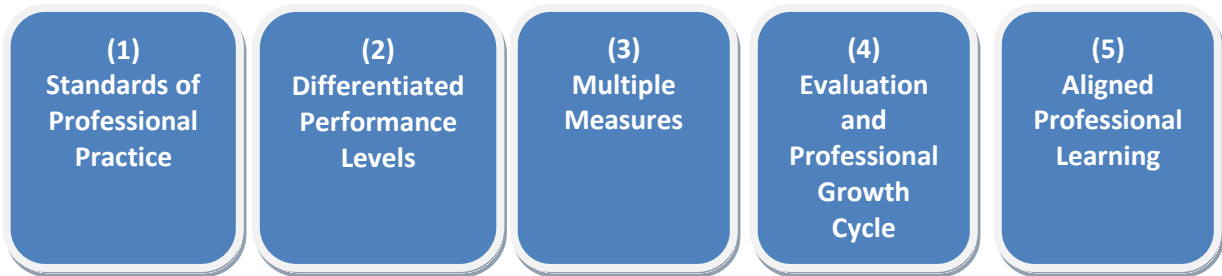 (1)
Standards of
Professional
Practice
(2)
Differentiated
Performance
Levels
(3)
Multiple
Measures
(4)
Evaluation
and
Professional
Growth
Cycle
(5)
Aligned
Professional
Learning